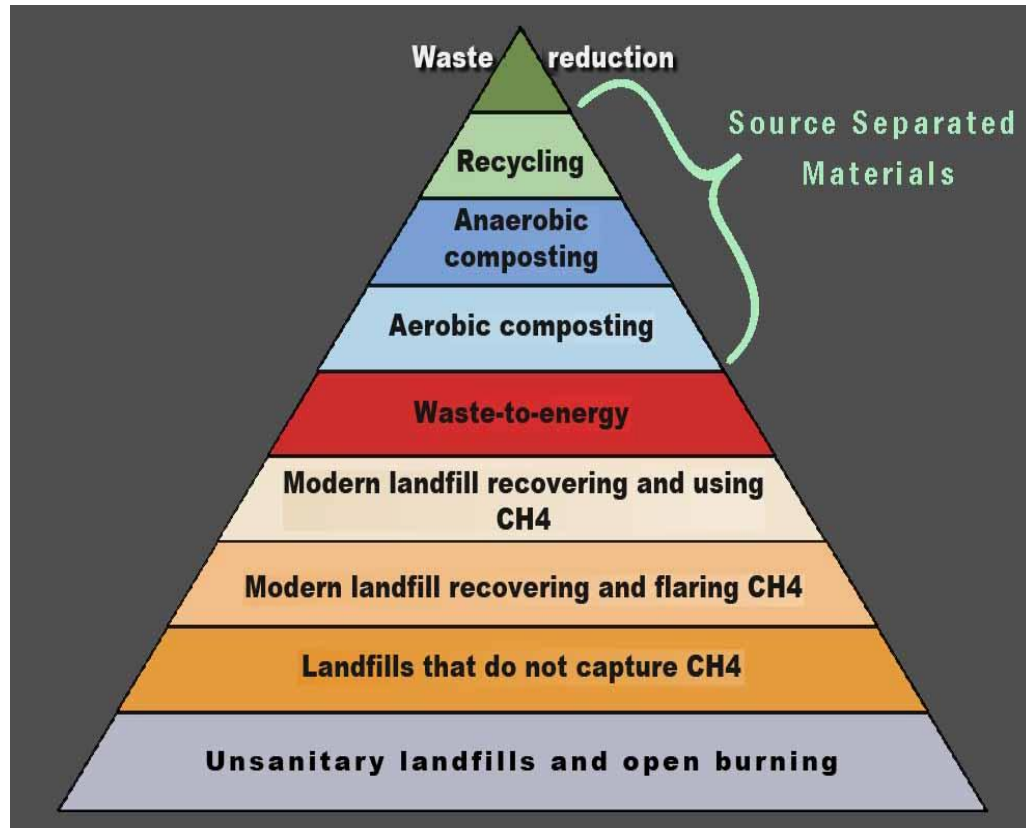 Waste reduction
Source Separated
Materials
Recycling
Anaerobic
composting
Aerobic composting
Waste-to-energy
Modern landfill recovering and using
CH4
Modern landfill recovering and flaring CH4
Landfills that do not capture CH4
Unsanitary landfills and open burning